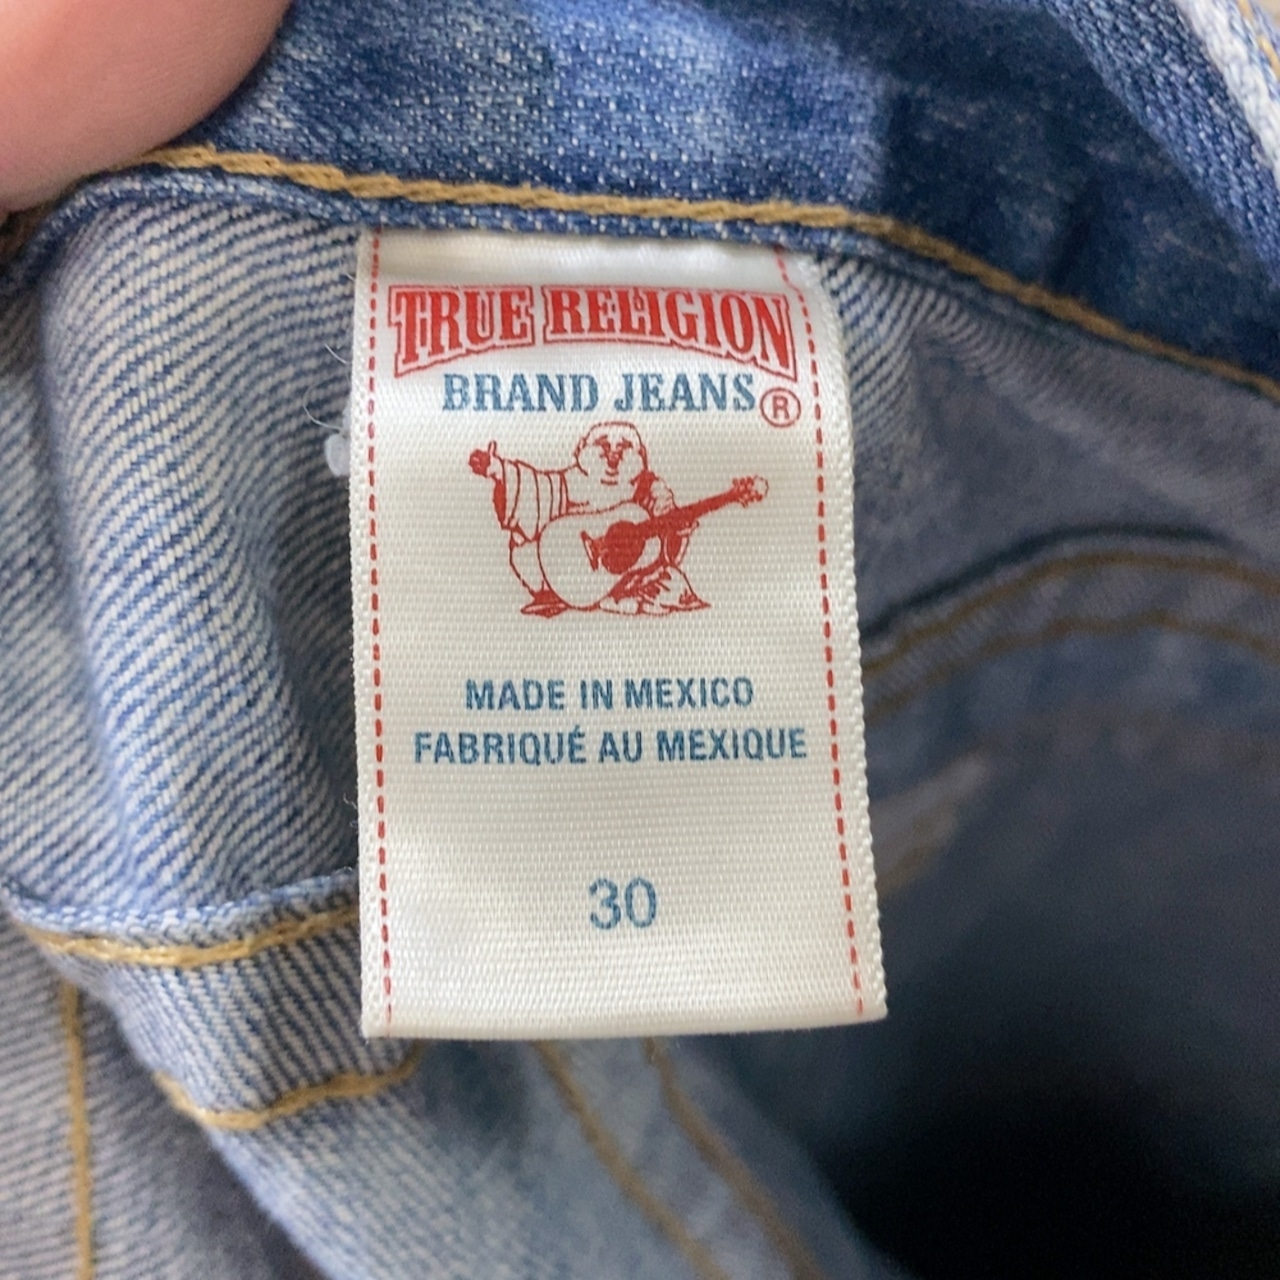 TRUE RELIGION
BRAND JEANS®
MADE IN MEXICO
FABRIQUÉ AU MEXIQUE
30